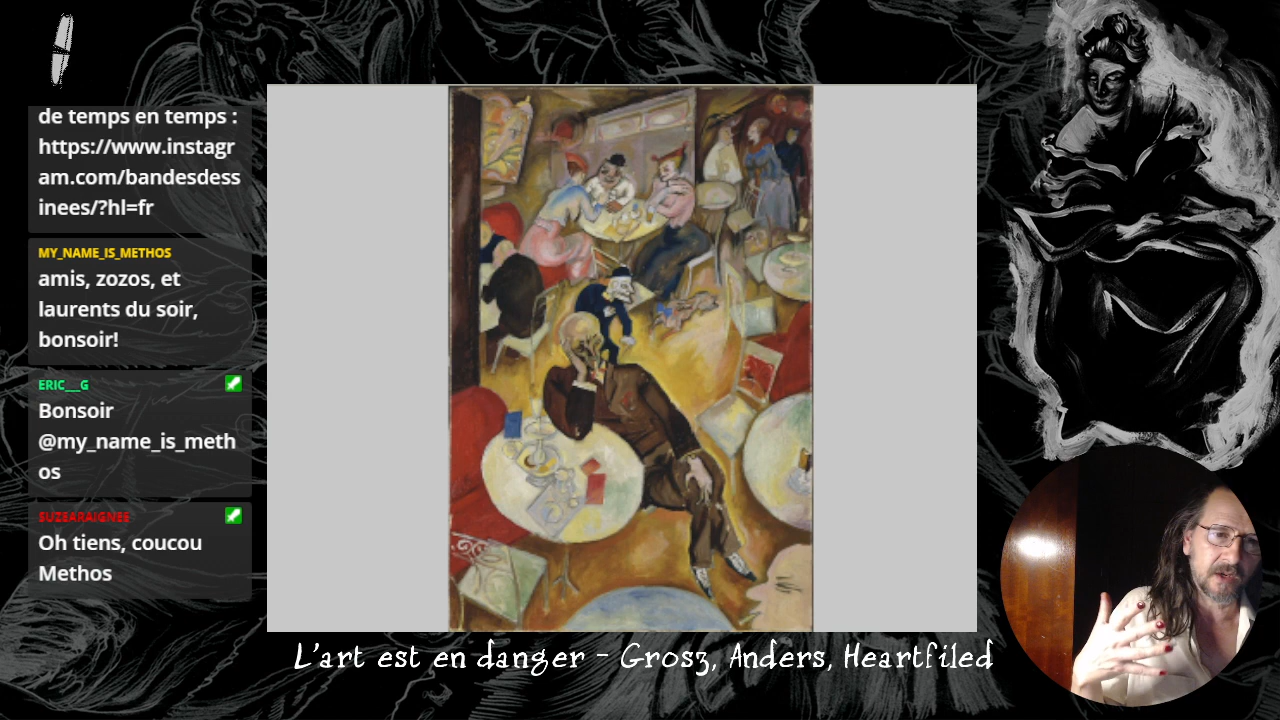 de temps en temps :
https://www.instagr
am.com/bandesdess
inees/?hl=fr
MY_NAME_IS_METHOS
amis, zozos, et
laurents du soir,
bonsoir!
ERIC__G
Bonsoir
@my_name_is_meth
os
SUZEARAIGNEE
Oh tiens, coucou
Methos
L'art est en danger - Grosz, Anders, Heartfiled